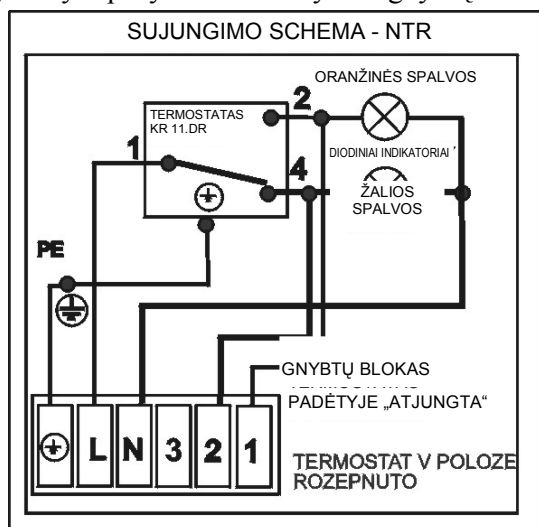 SUJUNGIMO SCHEMA - NTR
ORANŽINĖS SPALVOS
TERMOSTATAS
KR 11.DR
2
1
DIODINIAI INDIKATORIAI
4
ŽALIOS
SPALVOS
PE
GNYBTŲ BLOKAS
PADĖTYJE „ATJUNGTA“
L N 3 2 1
TERMOSTAT V POLOZE
ROZEPNUTO